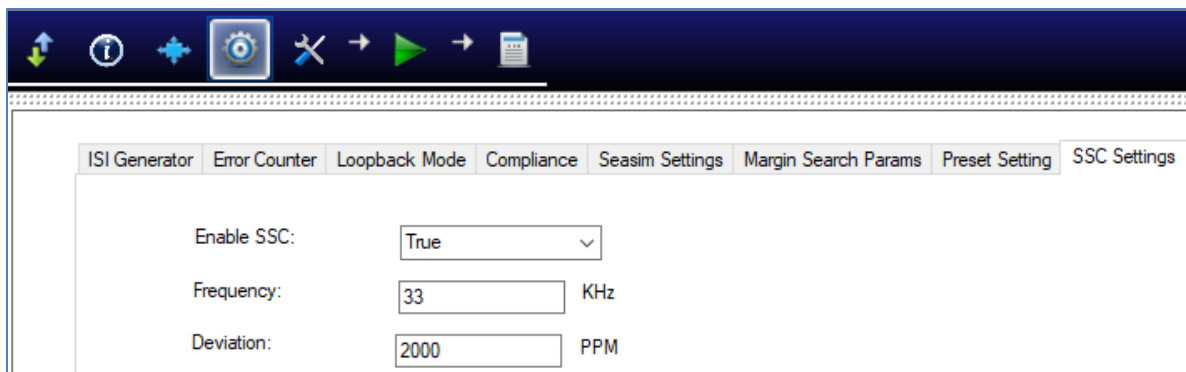 ISI Generator Error Counter Loopback Mode Compliance Seasim Settings Margin Search Params Preset Setting SSC Settings
Enable SSC: True
Frequency: 33 KHz
Deviation: 2000 PPM